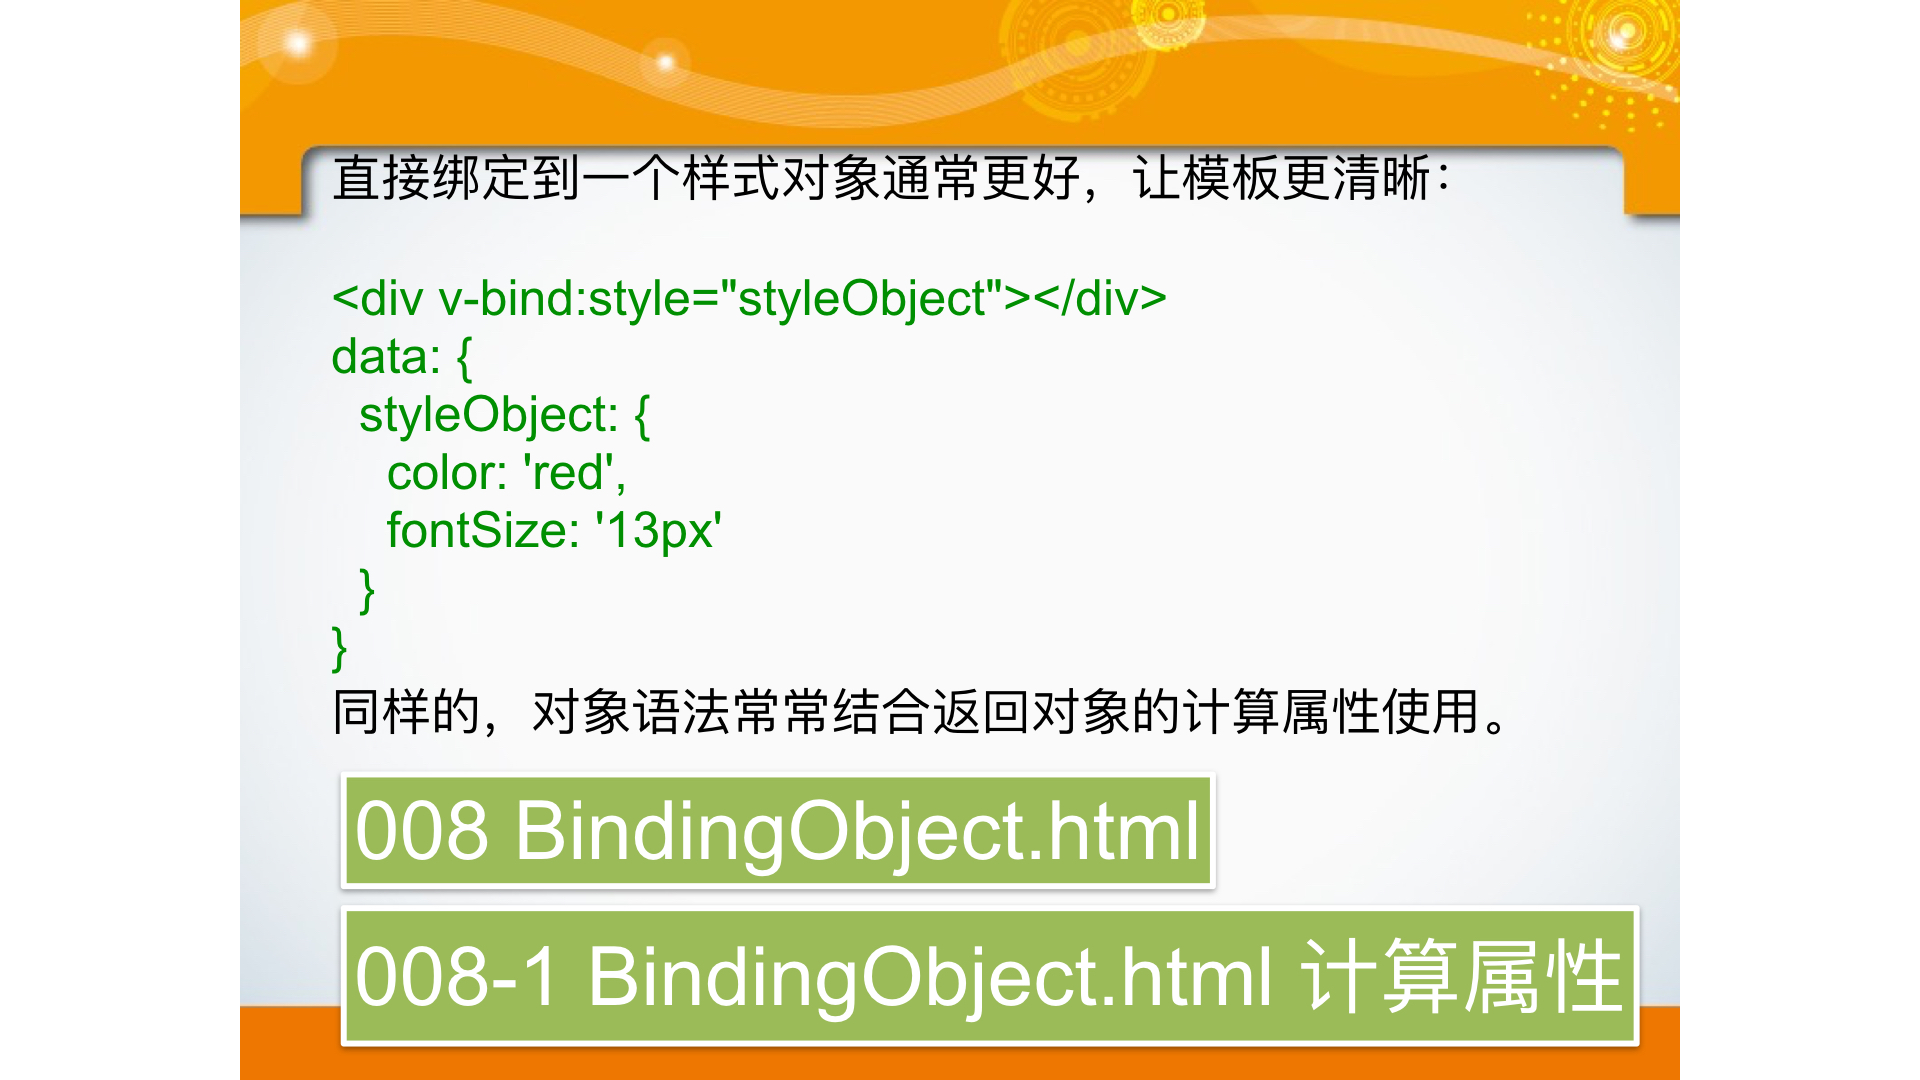 直接绑定到一个样式对象通常更好，让模板更清晰：
<div v-bind:style="styleObject"></div>
data: {
  styleObject: {
    color: 'red',
    fontSize: '13px'
  }
}
同样的，对象语法常常结合返回对象的计算属性使用。
008 BindingObject.html
008-1 BindingObject.html 计算属性